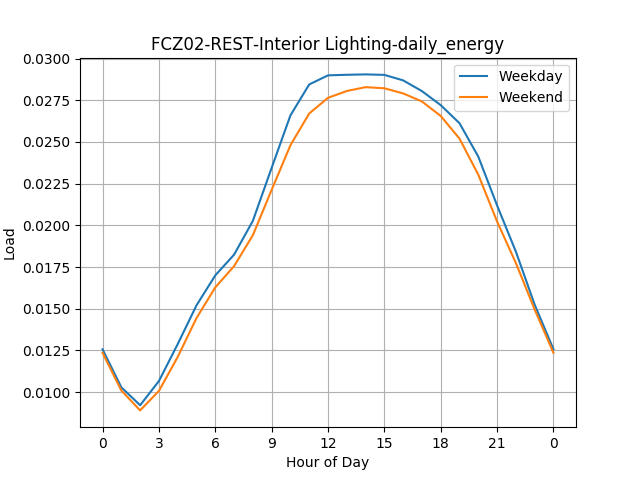 FCZ02-REST-Interior Lighting-daily_energy
0.0300
0.0275
0.0250
0.0225
0.0200
0.0175
0.0150
0.0125
0.0100
Load
Weekday
Weekend
0 3 6 9 12 15 18 21 0
Hour of Day